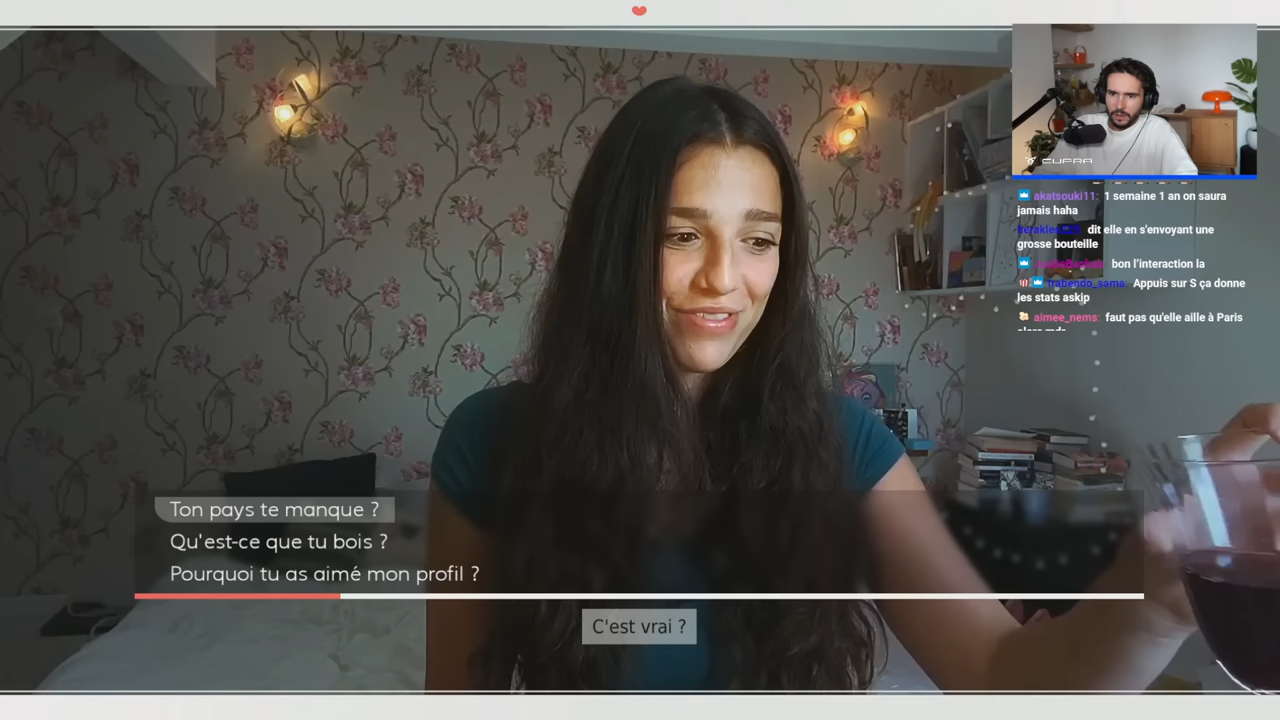 CUPRA
akatsouki11: 1 semaine 1 an on saura
jamais haha
dit elle en s'envoyant une
grosse bouteille
bon l'interaction la
trabendo_sama: Appuis sur S ça donne
les stats askip
aimee_nems: faut pas qu'elle aille à Paris
Ton pays te manque ?
Qu'est-ce que tu bois ?
Pourquoi tu as aimé mon profil ?
C'est vrai ?